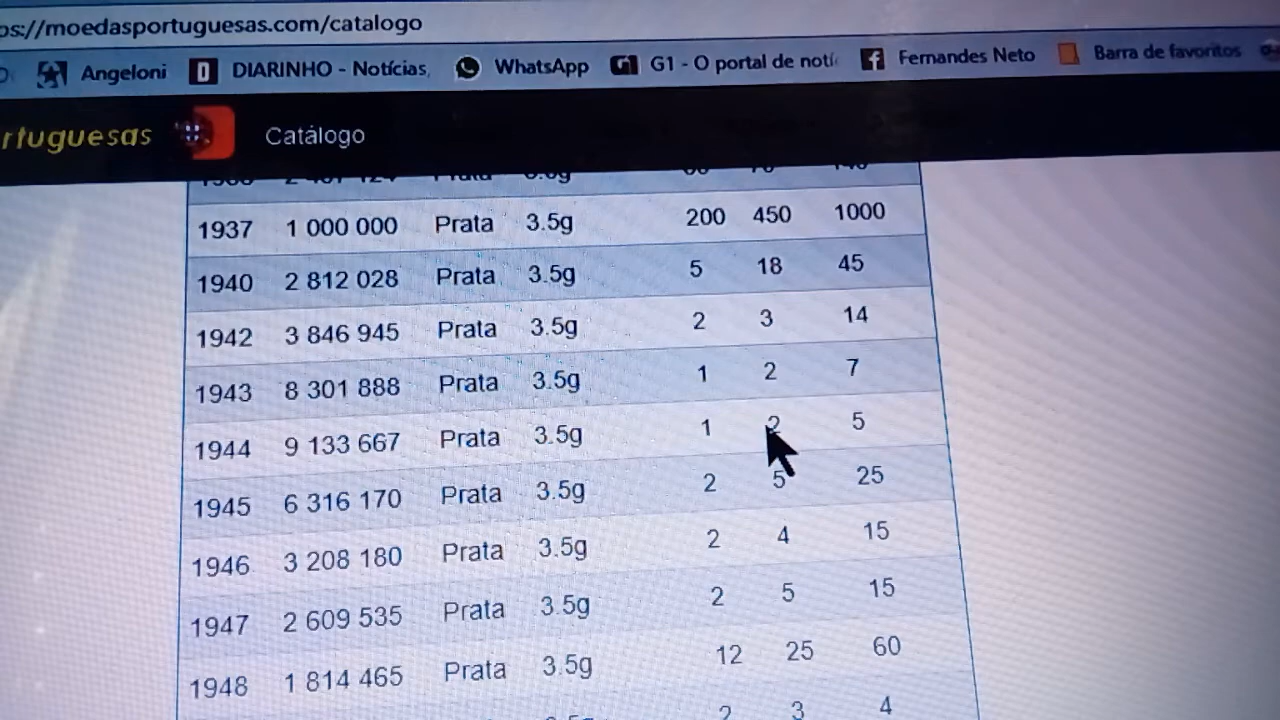 ps://moedasportuguesas.com/catalogo
Angeloni DIARINHO - Notícias, WhatsApp G1 - O portal de notí Fernandes Neto Barra de favoritos
rtuguesas Catálogo
1937 1 000 000 Prata 3.5g 200 450 1000
1940 2 812 028 Prata 3.5g 5 18 45
1942 3 846 945 Prata 3.5g 2 3 14
1943 8 301 888 Prata 3.5g 1 2 7
1944 9 133 667 Prata 3.5g 1 2 5
1945 6 316 170 Prata 3.5g 2 5 25
1946 3 208 180 Prata 3.5g 2 4 15
1947 2 609 535 Prata 3.5g 2 5 15
1948 1 814 465 Prata 3.5g 12 25 60
2 3 4